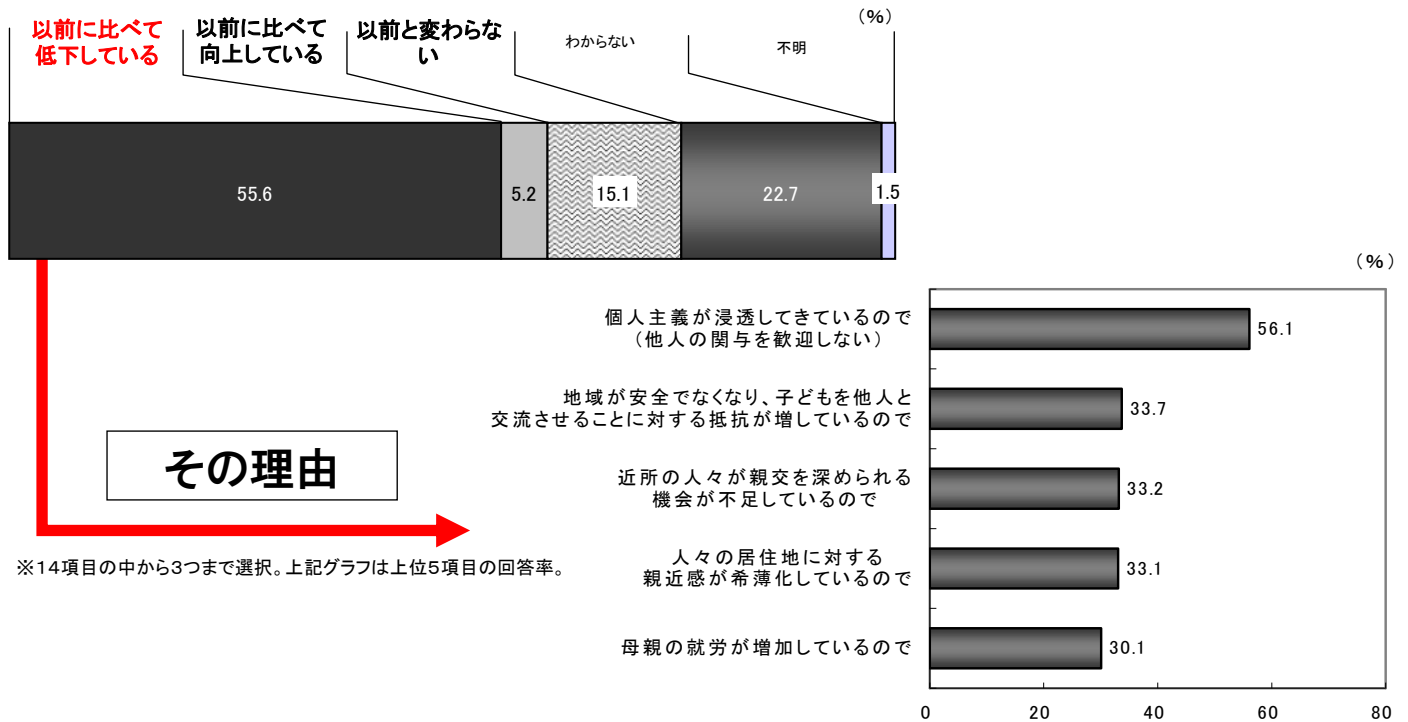 （%）
以前に比べて
低下している
以前に比べて
向上している
以前と変わらな
い
わからない
不明
55.6
5.2
15.1
22.7
1.5
（%）
個人主義が浸透してきているので
（他人の関与を歓迎しない）
56.1
地域が安全でなくなり、子どもを他人と
交流させることに対する抵抗が増しているので
33.7
その理由
近所の人々が親交を深められる
機会が不足しているので
33.2
※14項目の中から3つまで選択。上記グラフは上位5項目の回答率。
人々の居住地に対する
親近感が希薄化しているので
33.1
母親の就労が増加しているので
30.1
0 20 40 60 80